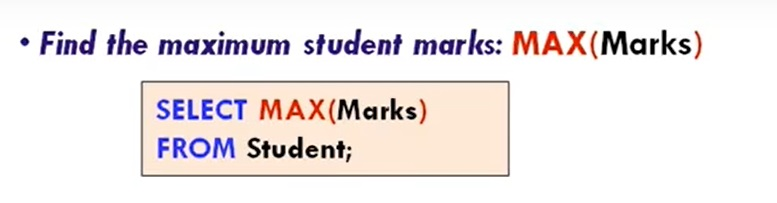 • Find the maximum student marks: MAX(Marks)
SELECT MAX(Marks)
FROM Student;